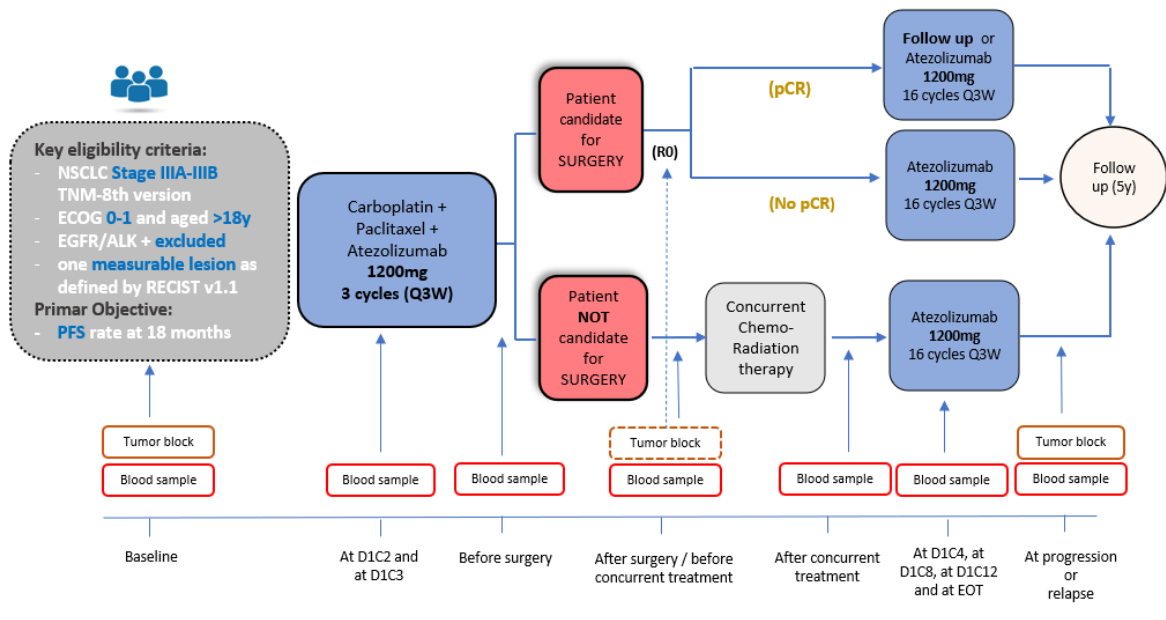 Key eligibility criteria:
- NSCLC Stage IIIA-IIIB
TNM-8th version
- ECOG 0-1 and aged >18y
- EGFR/ALK + excluded
- one measurable lesion as
defined by RECIST v1.1
Primar Objective:
- PFS rate at 18 months
Carboplatin +
Paclitaxel +
Atezolizumab
1200mg
3 cycles (Q3W)
Patient
candidate
for
SURGERY
(R0)
(pCR)
(No pCR)
Follow up or
Atezolizumab
1200mg
16 cycles Q3W
Atezolizumab
1200mg
16 cycles Q3W
Follow
up (5y)
Patient
NOT
candidate
for
SURGERY
Concurrent
Chemo-
Radiation
therapy
Atezolizumab
1200mg
16 cycles Q3W
Tumor block
Blood sample
Blood sample
Blood sample
Tumor block
Blood sample
Blood sample
Blood sample
Tumor block
Blood sample
Baseline
At D1C2 and
at D1C3
Before surgery
After surgery / before
concurrent treatment
After concurrent
treatment
At D1C4, at
D1C8, at D1C12
and at EOT
At progression
or
relapse